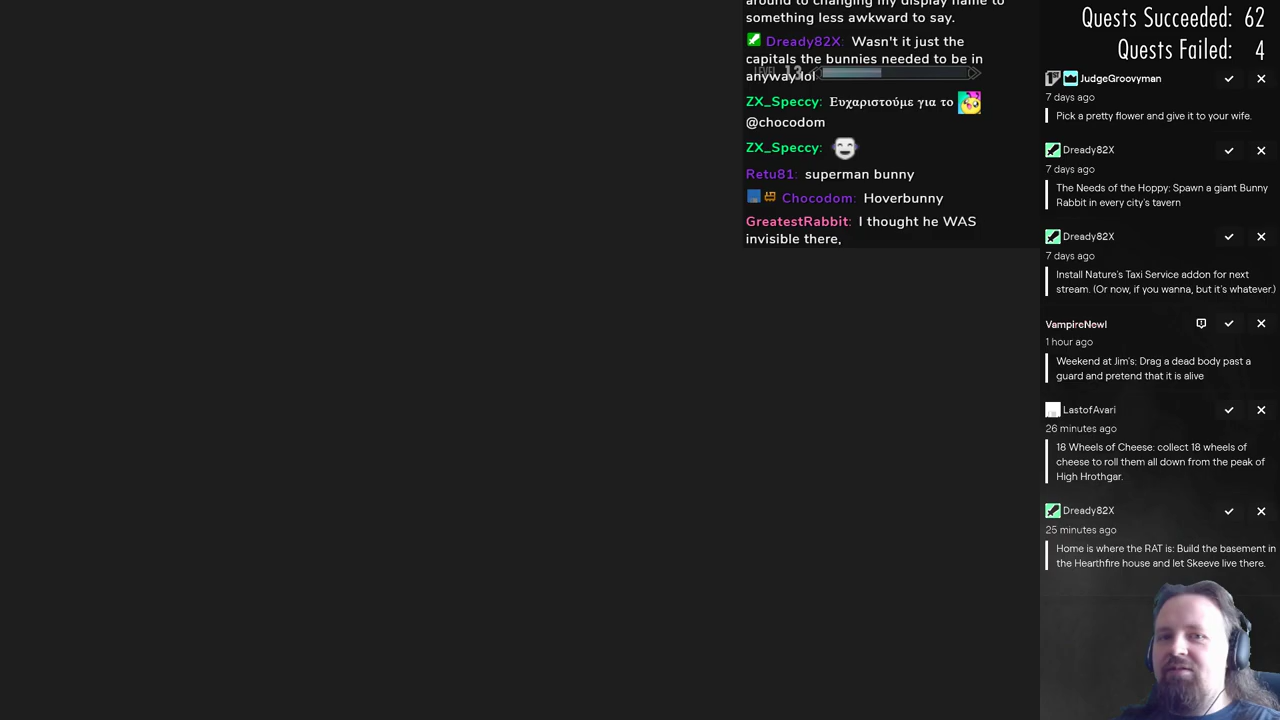 around to changing my display name to
something less awkward to say.
Dready82X: Wasn't it just the
capitals the bunnies needed to be in
anyway lol
LEVEL 13
ZX_Speccy: Ευχαριστούμε για το
@chocodom
ZX_Speccy:
Retu81: superman bunny
Chocodom: Hoverbunny
GreatestRabbit: I thought he WAS
invisible there,
Quests Succeeded: 62
Quests Failed: 4
JudgeGroovyman
7 days ago
Pick a pretty flower and give it to your wife.
Dready82X
7 days ago
The Needs of the Hoppy: Spawn a giant Bunny
Rabbit in every city's tavern
Dready82X
7 days ago
Install Nature's Taxi Service addon for next
stream. (Or now, if you wanna, but it's whatever.)
VampireNewl
1 hour ago
Weekend at Jim's: Drag a dead body past a
guard and pretend that it is alive
LastofAvari
26 minutes ago
18 Wheels of Cheese: collect 18 wheels of
cheese to roll them all down from the peak of
High Hrothgar.
Dready82X
25 minutes ago
Home is where the RAT is: Build the basement in
the Hearthfire house and let Skeeve live there.